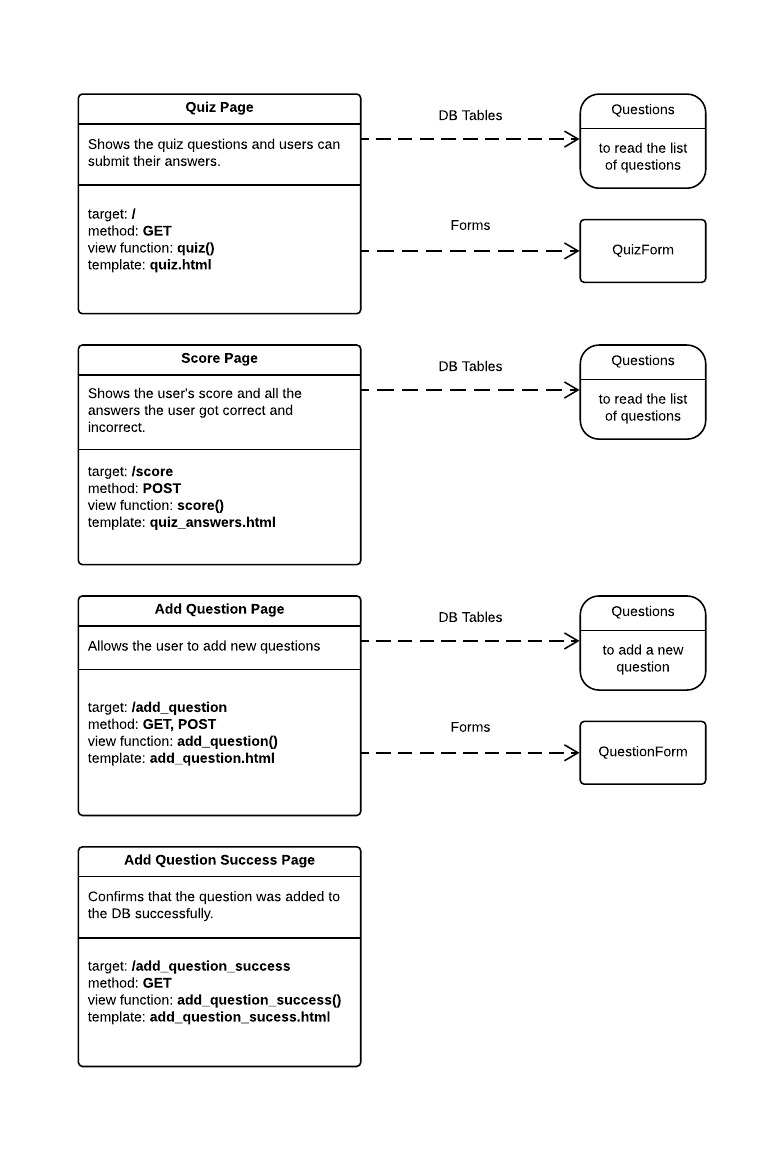 Quiz Page
Shows the quiz questions and users can
submit their answers.
target: /
method: GET
view function: quiz()
template: quiz.html
DB Tables
Questions
to read the list
of questions
Forms
QuizForm
Score Page
Shows the user's score and all the
answers the user got correct and
incorrect.
target: /score
method: POST
view function: score()
template: quiz_answers.html
DB Tables
Questions
to read the list
of questions
Add Question Page
Allows the user to add new questions
target: /add_question
method: GET, POST
view function: add_question()
template: add_question.html
DB Tables
Questions
to add a new
question
Forms
QuestionForm
Add Question Success Page
Confirms that the question was added to
the DB successfully.
target: /add_question_success
method: GET
view function: add_question_success()
template: add_question_sucess.html